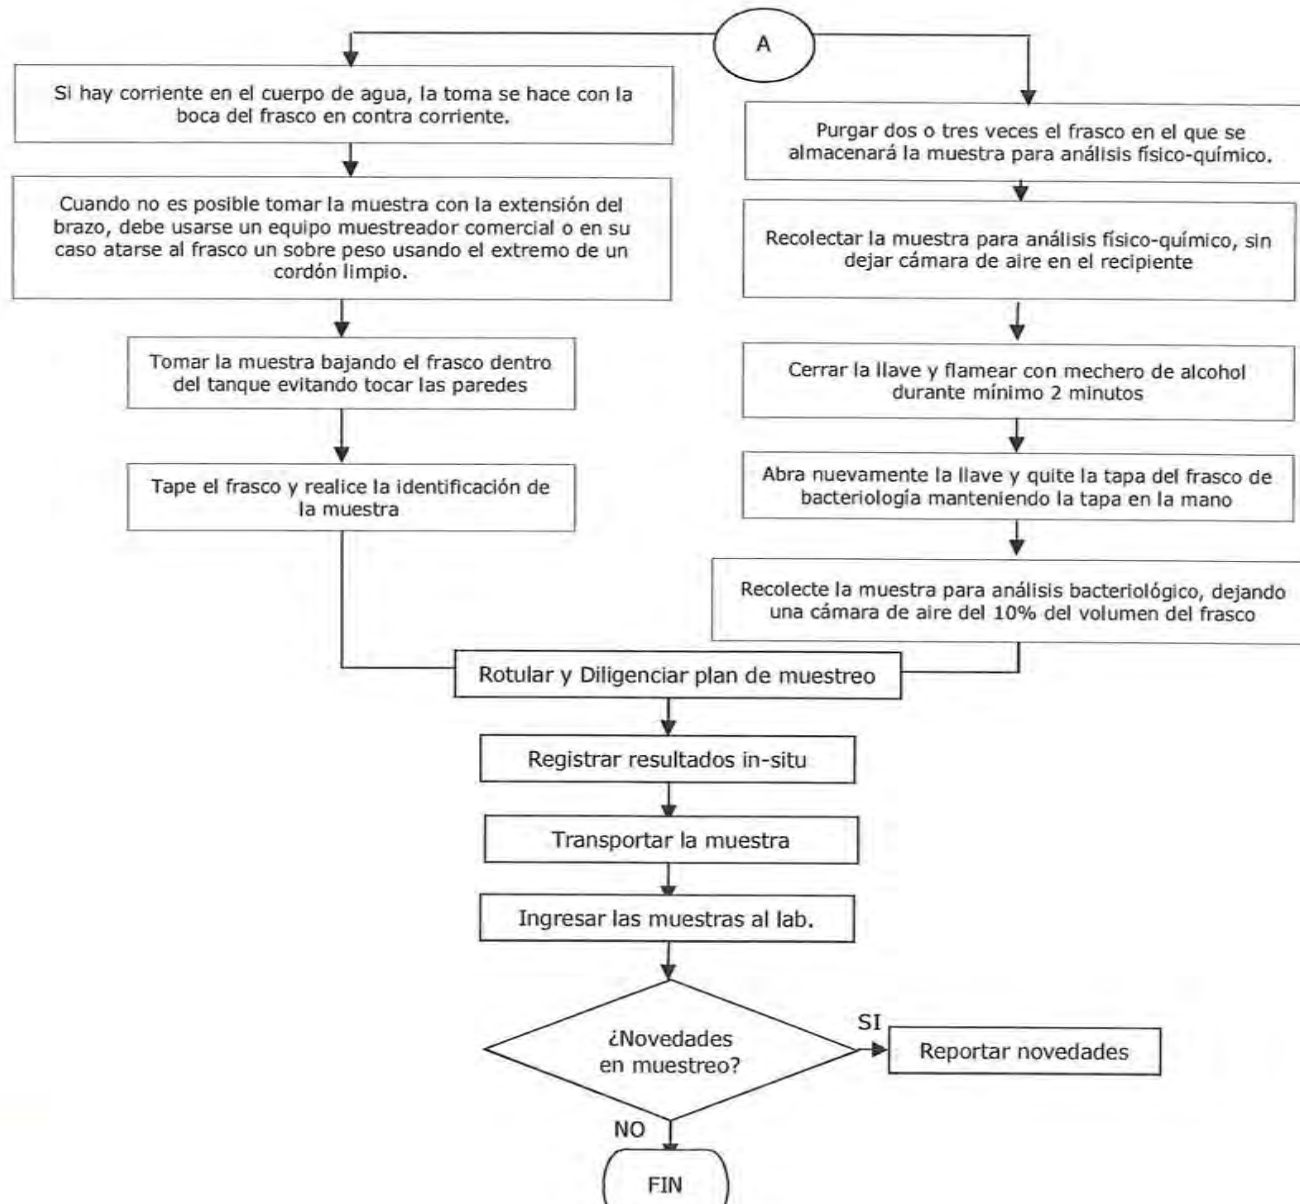 A
Si hay corriente en el cuerpo de agua, la toma se hace con la
boca del frasco en contra corriente.
Cuando no es posible tomar la muestra con la extensión del
brazo, debe usarse un equipo muestreador comercial o en su
caso atarse al frasco un sobre peso usando el extremo de un
cordón limpio.
Tomar la muestra bajando el frasco dentro
del tanque evitando tocar las paredes
Tape el frasco y realice la identificación de
la muestra
Purgar dos o tres veces el frasco en el que se
almacenará la muestra para análisis físico-químico.
Recolectar la muestra para análisis físico-químico, sin
dejar cámara de aire en el recipiente
Cerrar la llave y flamear con mechero de alcohol
durante mínimo 2 minutos
Abra nuevamente la llave y quite la tapa del frasco de
bacteriología manteniendo la tapa en la mano
Recolecte la muestra para análisis bacteriológico, dejando
una cámara de aire del 10% del volumen del frasco
Rotular y Diligenciar plan de muestreo
Registrar resultados in-situ
Transportar la muestra
Ingresar las muestras al lab.
¿Novedades
en muestreo?
SI
Reportar novedades
NO
FIN